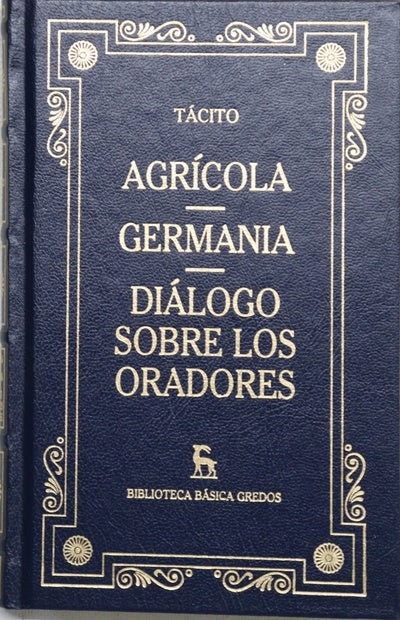 TÁCITO
AGRÍCOLA
GERMANIA
DIÁLOGO
SOBRE LOS
ORADORES
BIBLIOTECA BÁSICA GREDOS